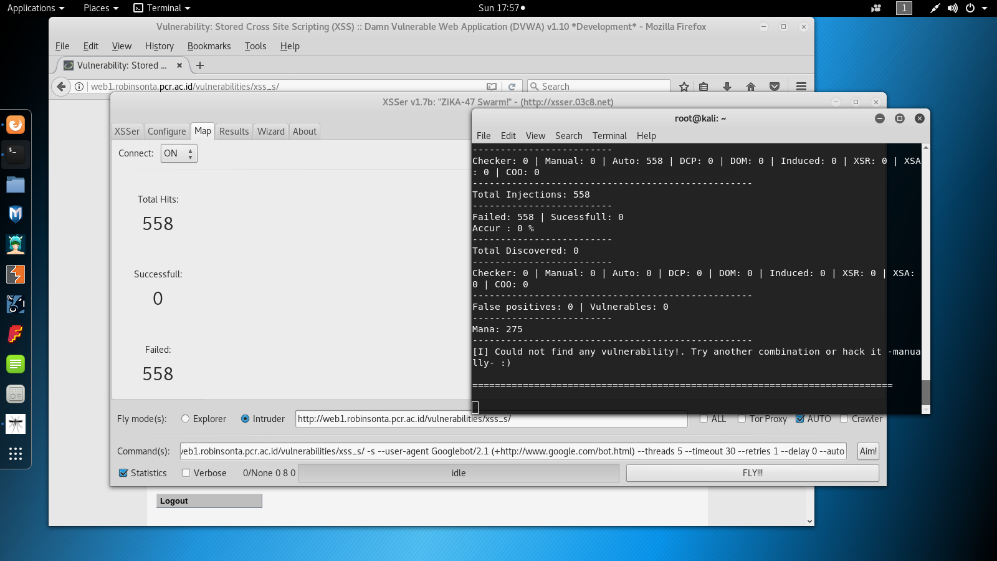 Applications Places Terminal Sun 17:57 1
Vulnerability: Stored Cross Site Scripting (XSS) :: Damn Vulnerable Web Application (DVWA) v1.10 *Development* - Mozilla Firefox
File Edit View History Bookmarks Tools Help
Vulnerability: Stored ... × +
web1.robinsonta.pcr.ac.id/vulnerabilities/xss_s/ Search
XSSer v1.7b: "ZiKA-47 Swarm!" - (http://xsser.03c8.net)
XSSer Configure Map Results Wizard About
Connect: ON
Total Hits:
558
Successfull:
0
Failed:
558
root@kali: ~
File Edit View Search Terminal Help
-------------------------
Checker: 0 | Manual: 0 | Auto: 558 | DCP: 0 | DOM: 0 | Induced: 0 | XSR: 0 | XSA
: 0 | COO: 0
--------------------------------------------------
Total Injections: 558
-------------------------
Failed: 558 | Sucessfull: 0
Accur : 0 %
-------------------------
Total Discovered: 0
-------------------------
Checker: 0 | Manual: 0 | Auto: 0 | DCP: 0 | DOM: 0 | Induced: 0 | XSR: 0 | XSA:
0 | COO: 0
--------------------------------------------------
False positives: 0 | Vulnerables: 0
-------------------------
Mana: 275
--------------------------------------------------
[I] Could not find any vulnerability!. Try another combination or hack it -manua
lly- :)
===========================================================================
Fly mode(s): Explorer Intruder http://web1.robinsonta.pcr.ac.id/vulnerabilities/xss_s/ ALL Tor Proxy AUTO Crawler
Command(s): web1.robinsonta.pcr.ac.id/vulnerabilities/xss_s/ -s --user-agent Googlebot/2.1 (+http://www.google.com/bot.html) --threads 5 --timeout 30 --retries 1 --delay 0 --auto Aim!
Statistics Verbose 0/None 0 8 0 idle FLY!!!
Logout